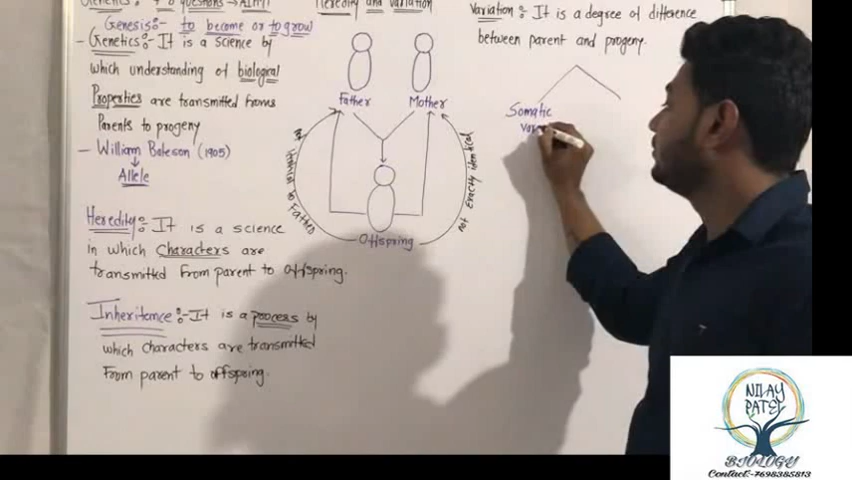 Genetics
Questions → AIIMS
Genesis:- to become or to grow
- Genetics:- It is a science by
which understanding of biological
Properties are transmitted from
Parents to progeny
- William Bateson (1905)
Allele
Heredity:- It is a science
in which characters are
transmitted from parent to offspring.
Inheritance:- It is a process by
which characters are transmitted
From parent to offspring.
Heredity and Variation
Father
Mother
Offspring
not identical to Father
not exactly identical
Variation:- It is a degree of difference
between parent and progeny.
Somatic
NILAY
PATEL
BIOLOGY
Contact:-7698385813